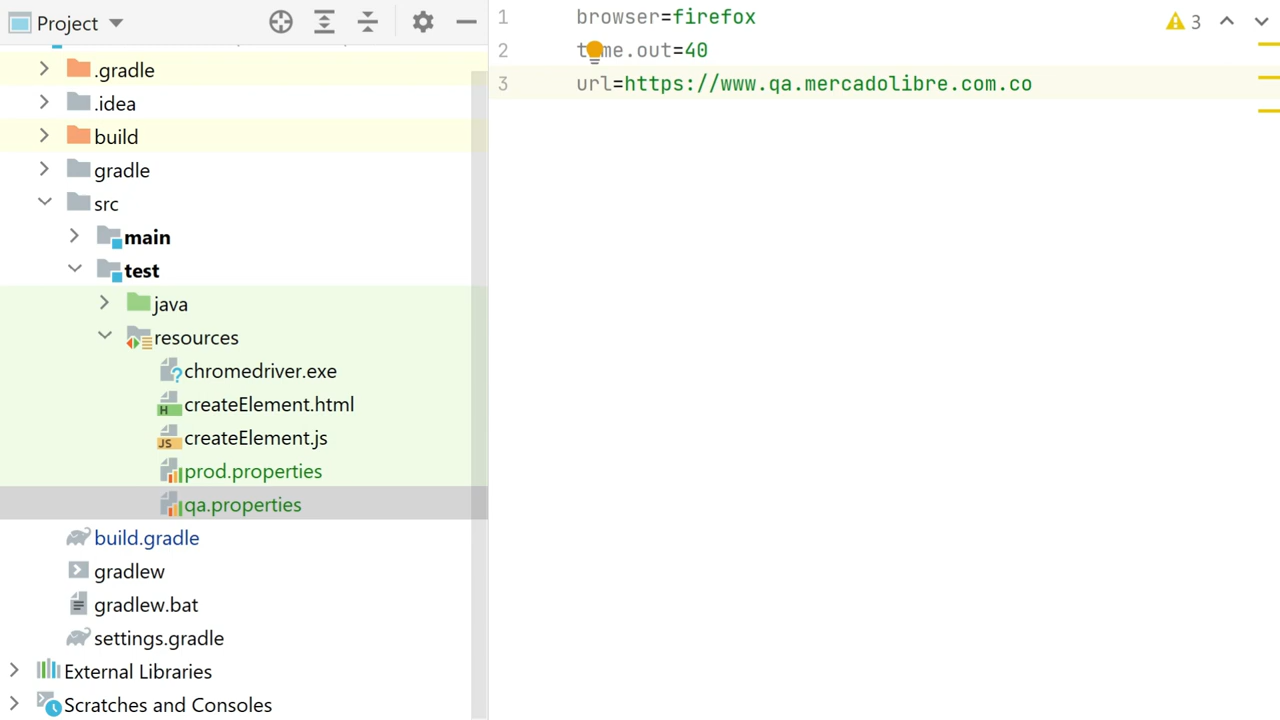 Project
.gradle
.idea
build
gradle
src
main
test
java
resources
chromedriver.exe
createElement.html
createElement.js
prod.properties
qa.properties
build.gradle
gradlew
gradlew.bat
settings.gradle
External Libraries
Scratches and Consoles
1 browser=firefox
2 time.out=40
3 url=https://www.qa.mercadolibre.com.co
3